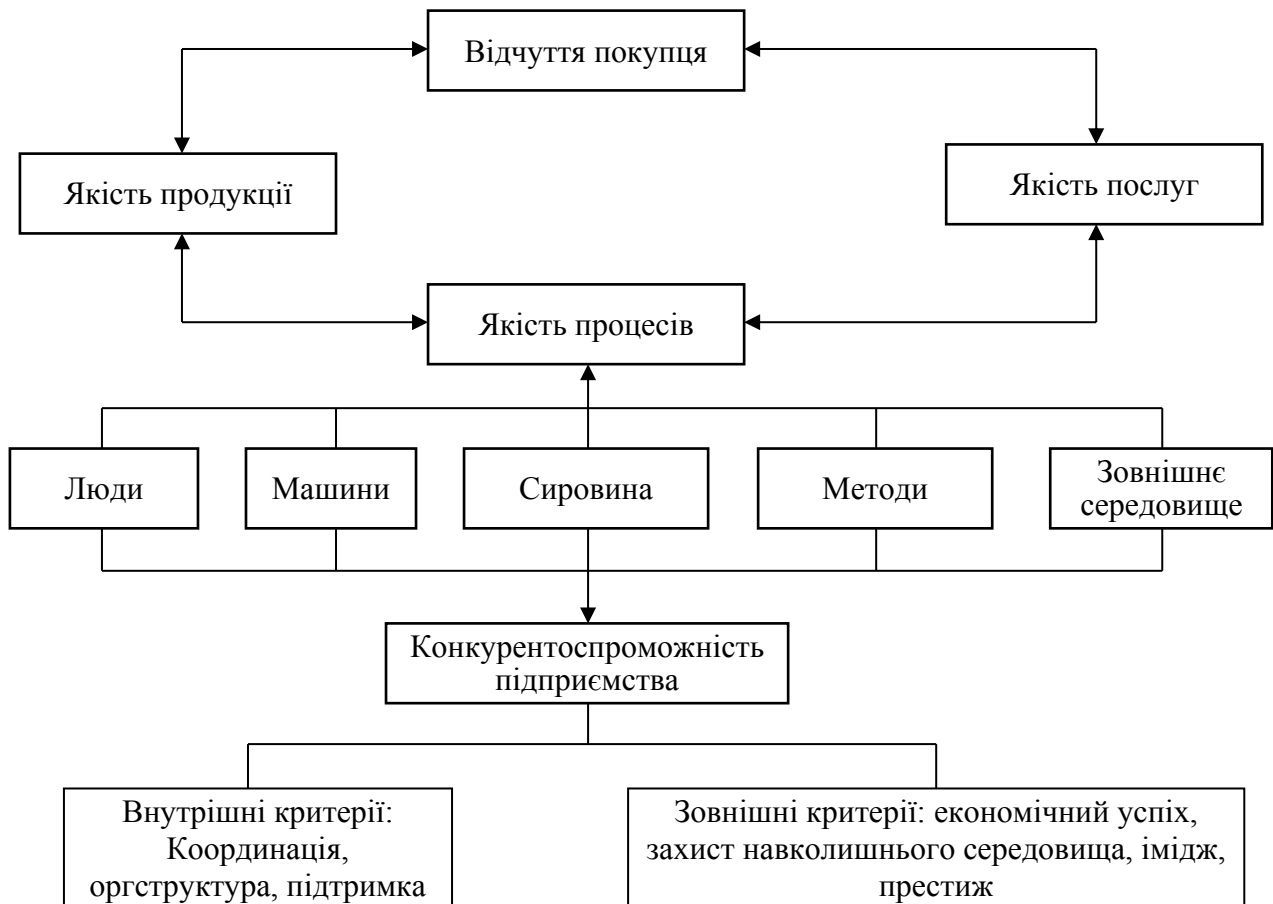 Відчуття покупця
Якість продукції
Якість послуг
Якість процесів
Люди
Машини
Сировина
Методи
Зовнішнє
середовище
Конкурентоспроможність
підприємства
Внутрішні критерії:
Координація,
оргструктура, підтримка
Зовнішні критерії: економічний успіх,
захист навколишнього середовища, імідж,
престиж